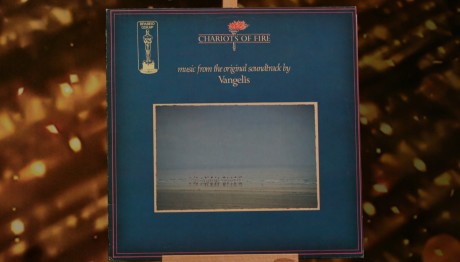 CHARIOTS OF FIRE
music from the original soundtrack by
Vangelis